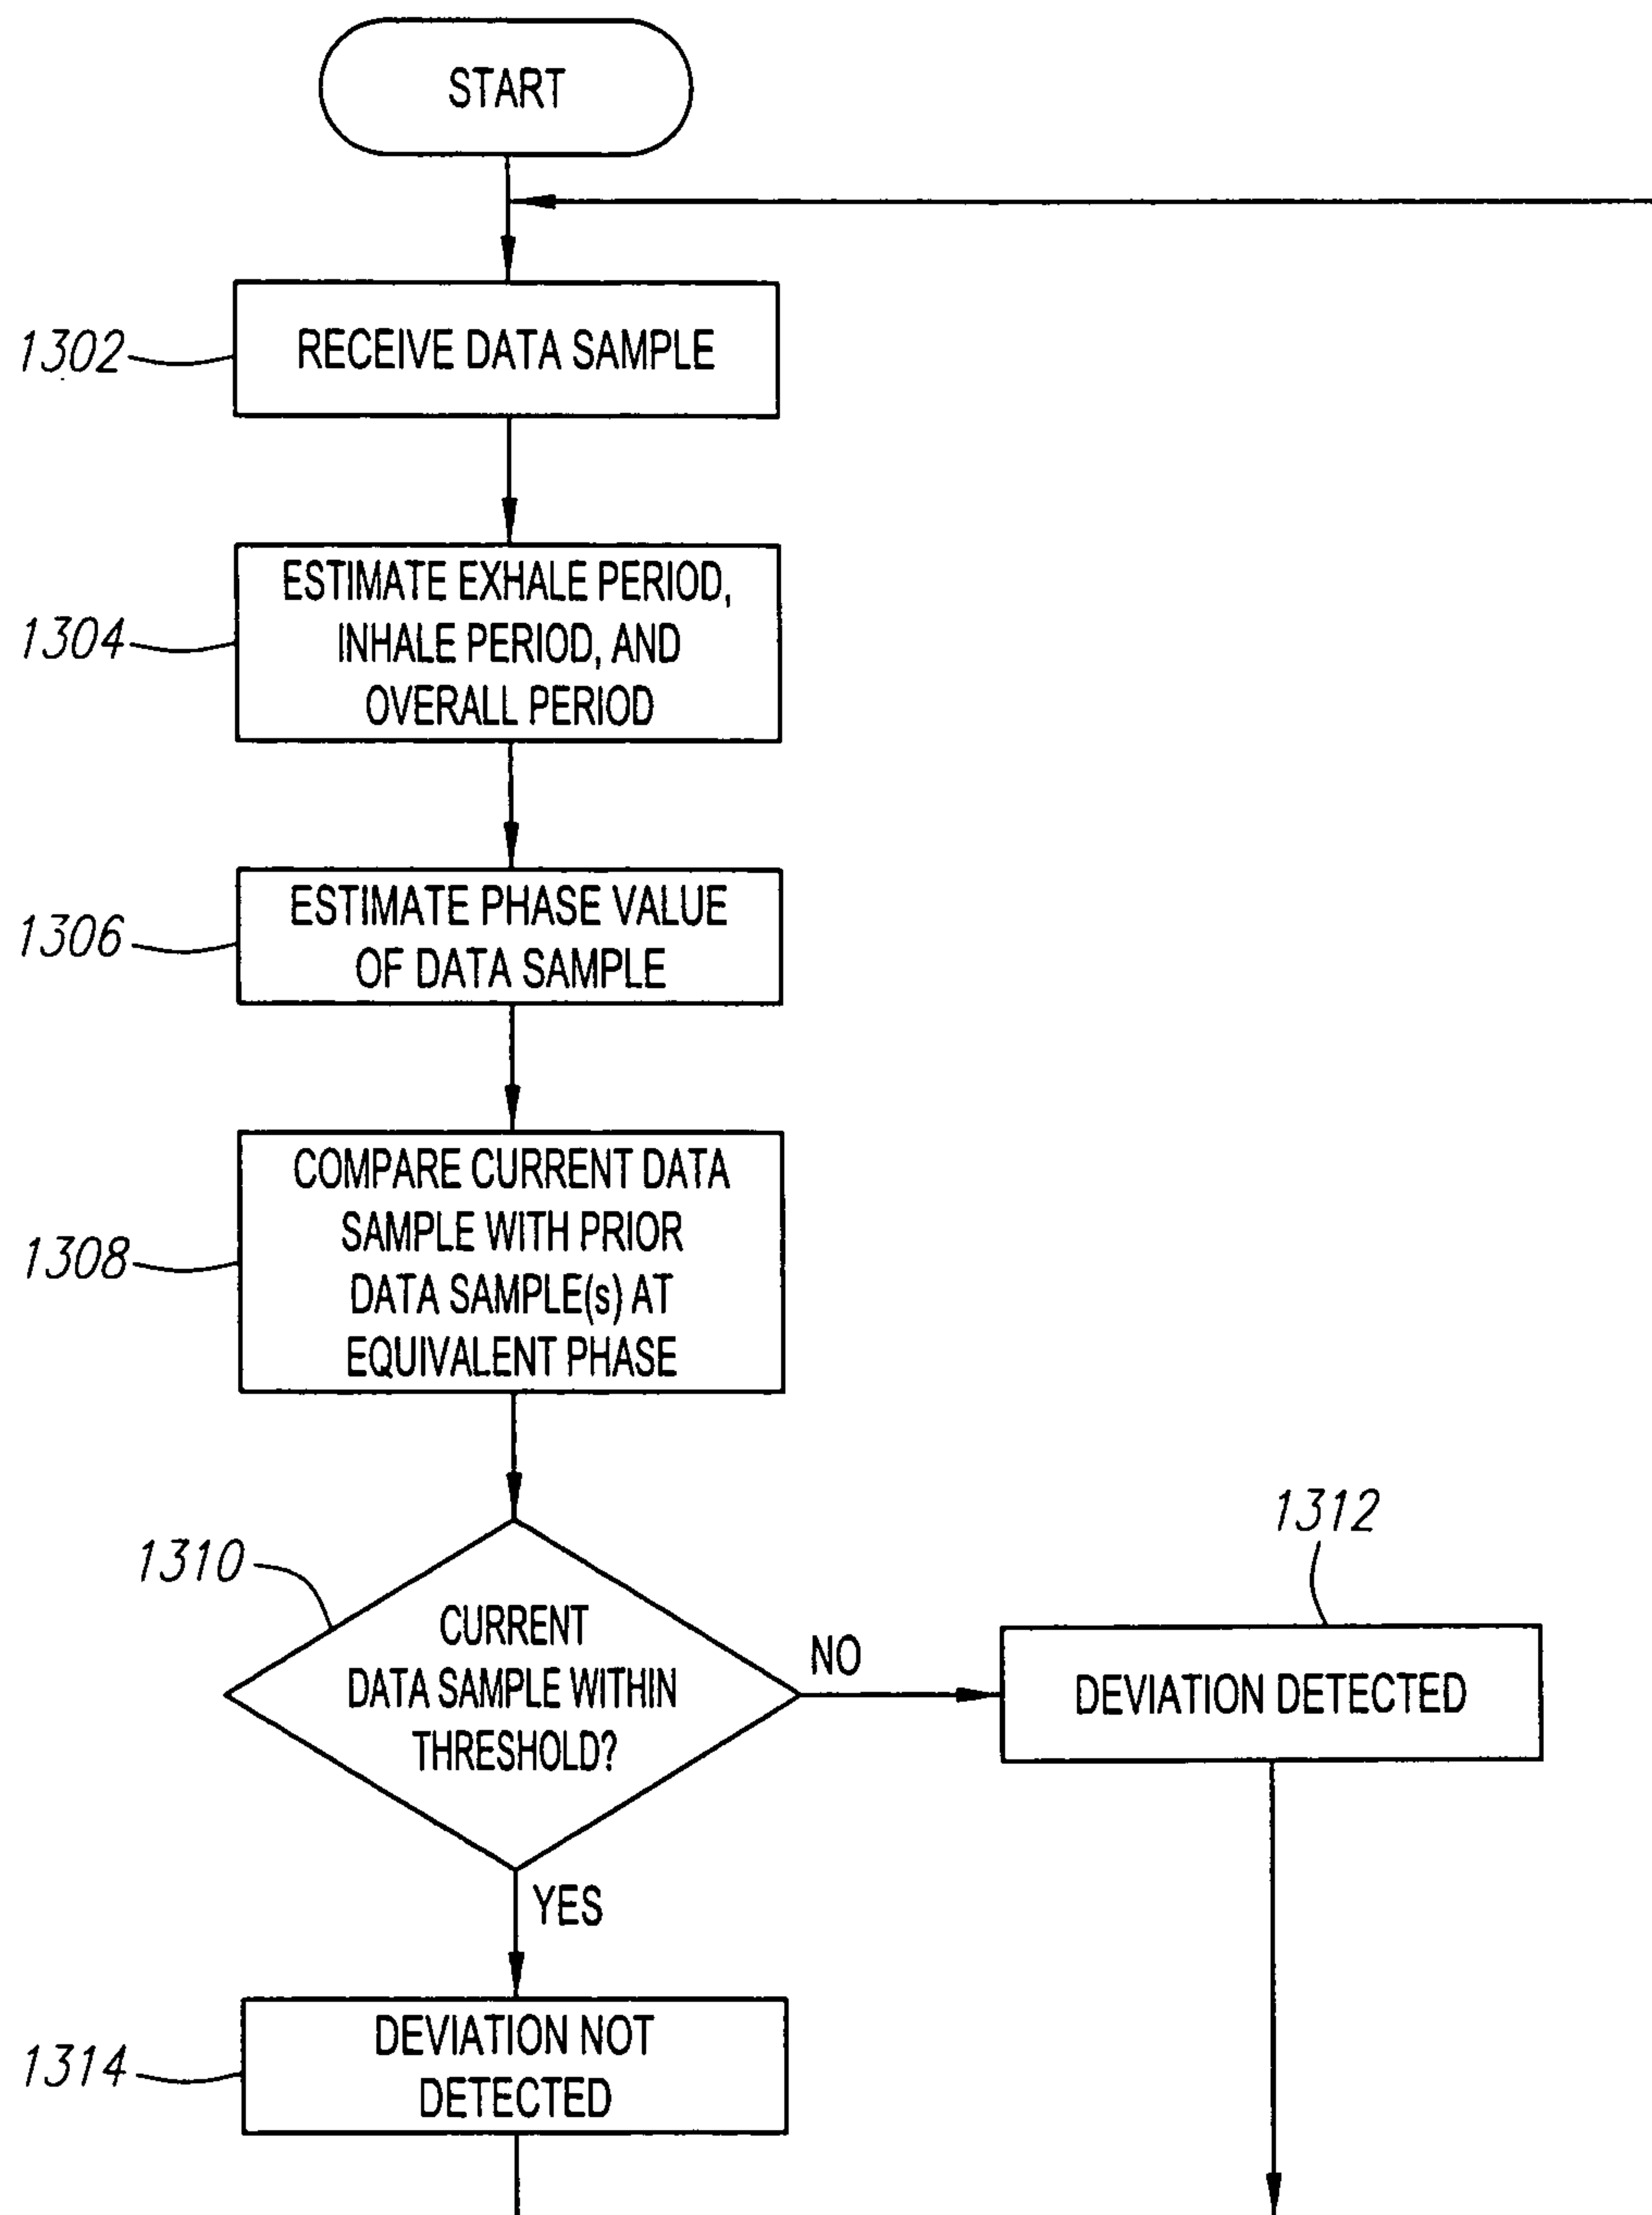 START
1302
RECEIVE DATA SAMPLE
1304
ESTIMATE EXHALE PERIOD,
INHALE PERIOD, AND
OVERALL PERIOD
1306
ESTIMATE PHASE VALUE
OF DATA SAMPLE
1308
COMPARE CURRENT DATA
SAMPLE WITH PRIOR
DATA SAMPLE(s) AT
EQUIVALENT PHASE
1310
CURRENT
DATA SAMPLE WITHIN
THRESHOLD?
NO
1312
DEVIATION DETECTED
YES
1314
DEVIATION NOT
DETECTED